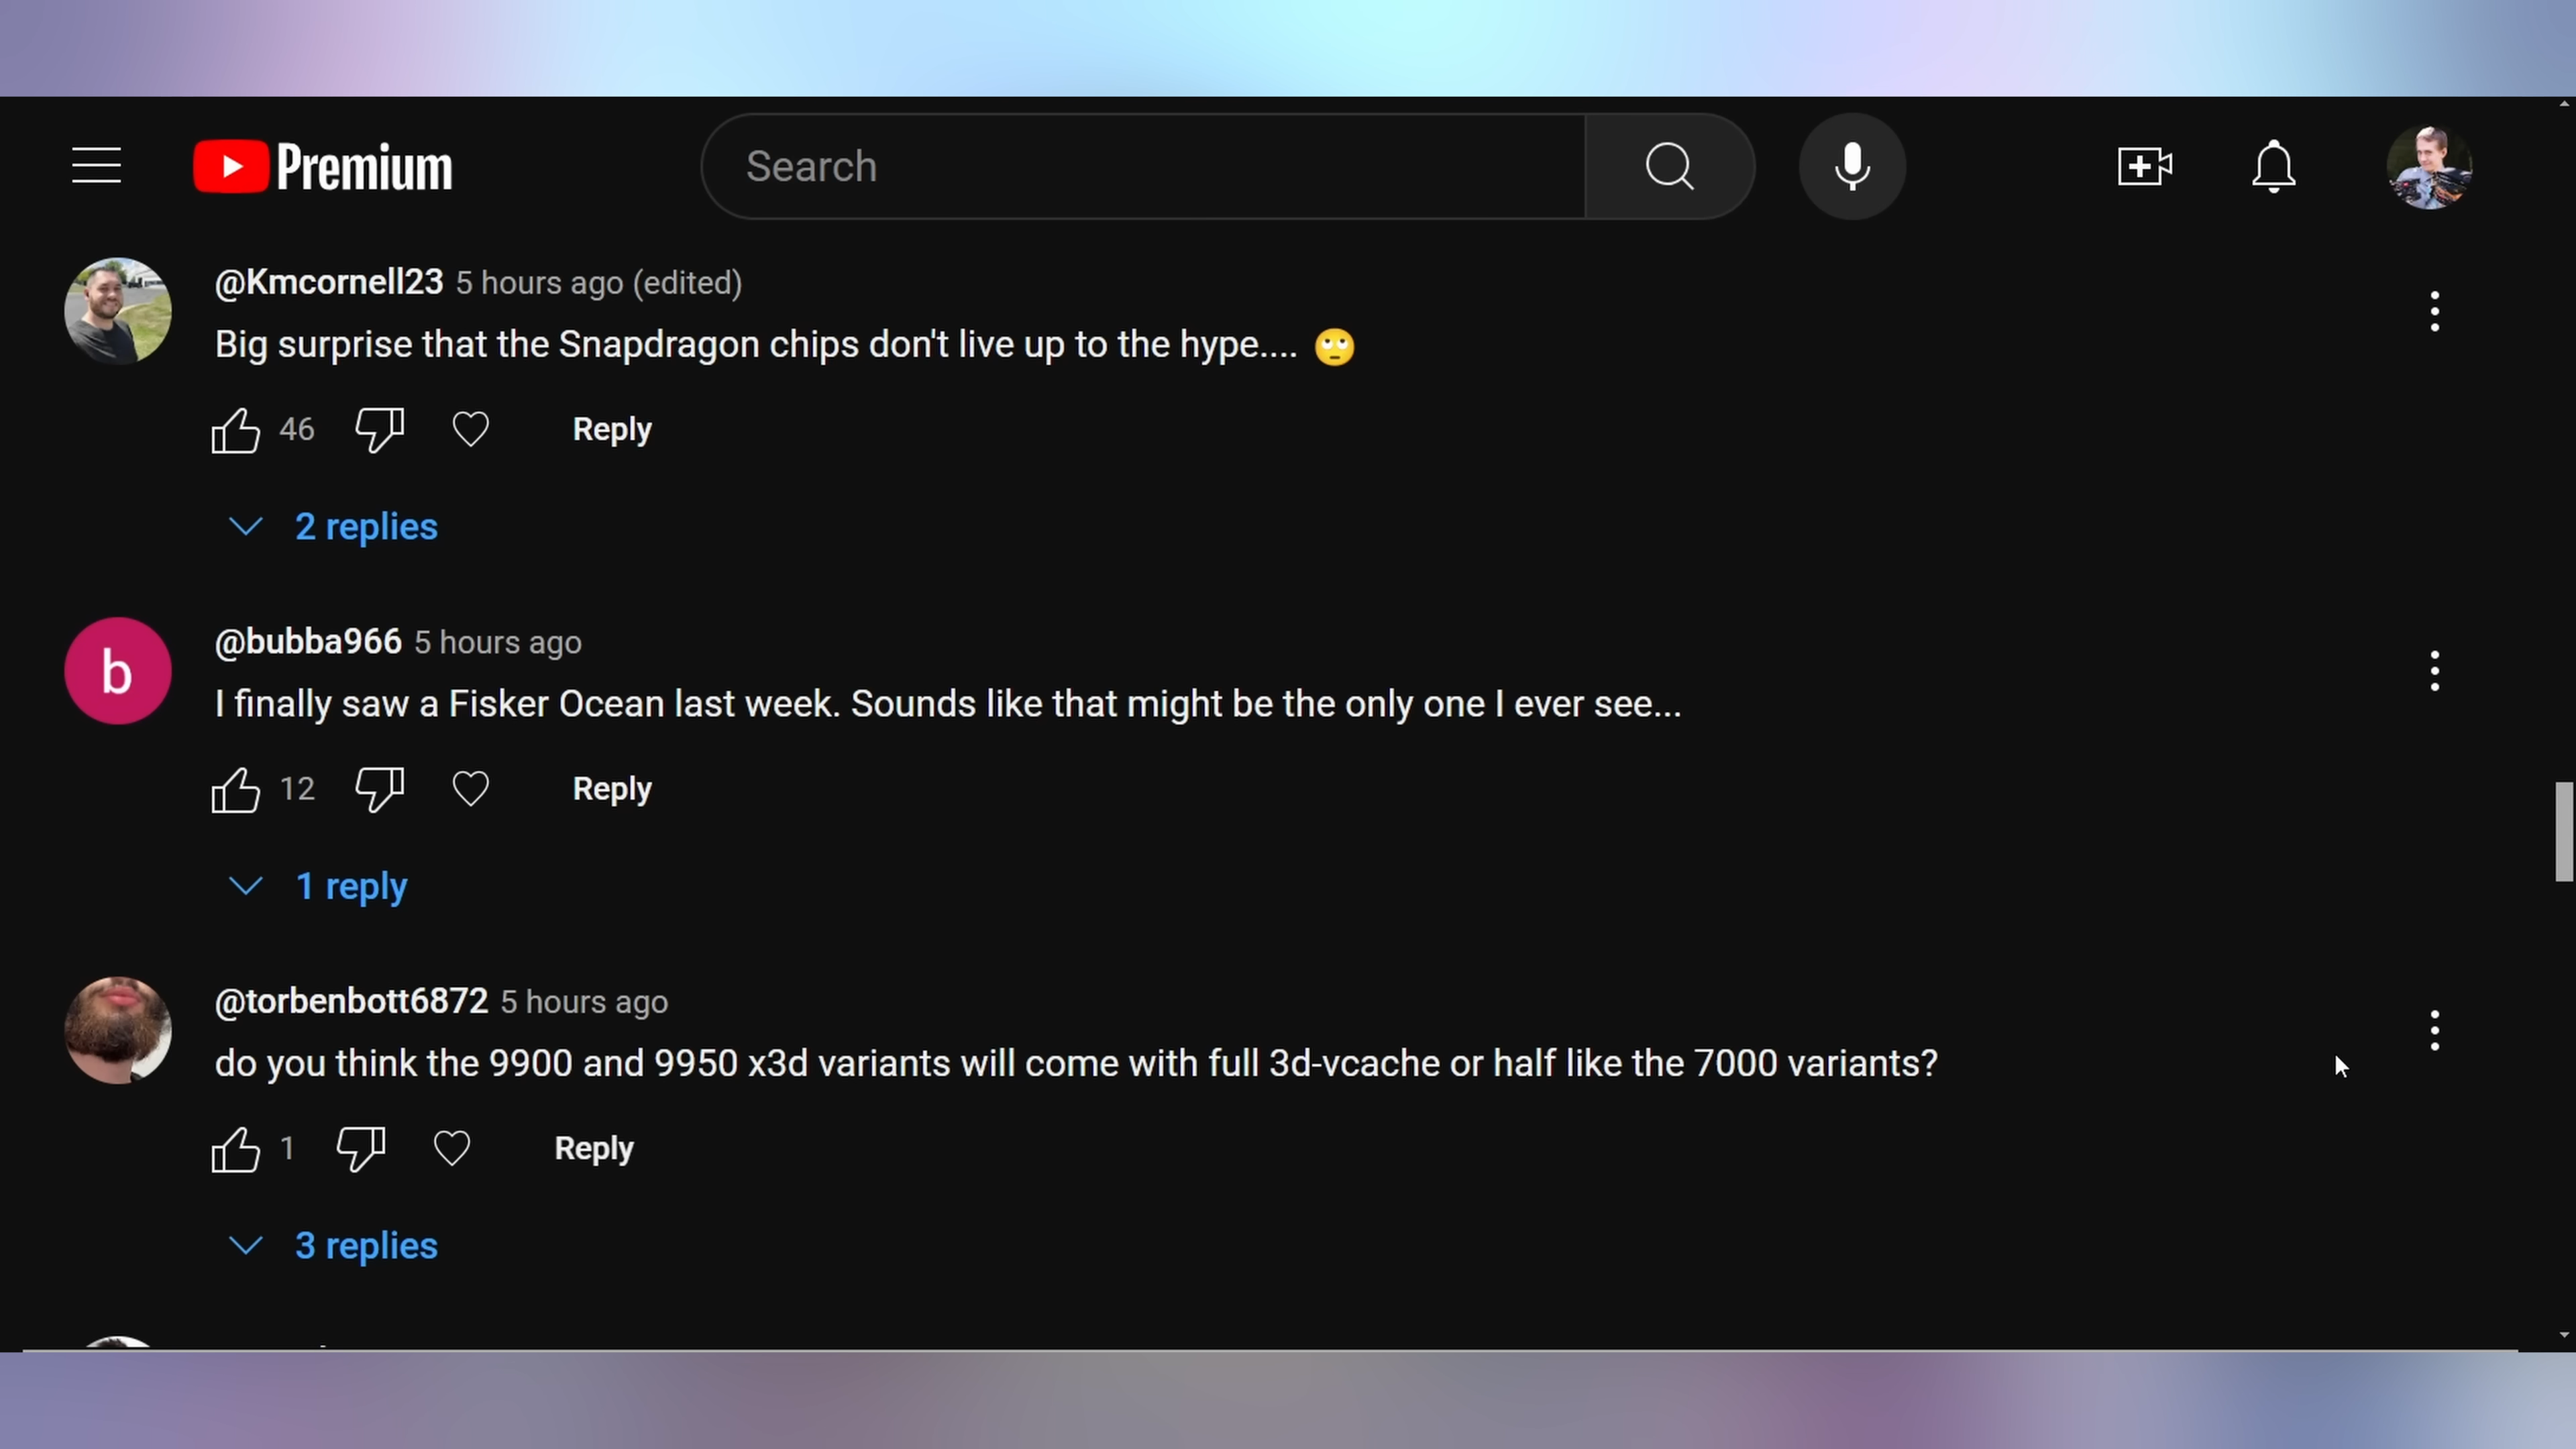 Premium
Search
@Kmcornell23 5 hours ago (edited)
Big surprise that the Snapdragon chips don't live up to the hype.... 🙄
46
Reply
2 replies
b
@bubba966 5 hours ago
I finally saw a Fisker Ocean last week. Sounds like that might be the only one I ever see...
12
Reply
1 reply
@torbenbott6872 5 hours ago
do you think the 9900 and 9950 x3d variants will come with full 3d-vcache or half like the 7000 variants?
1
Reply
3 replies